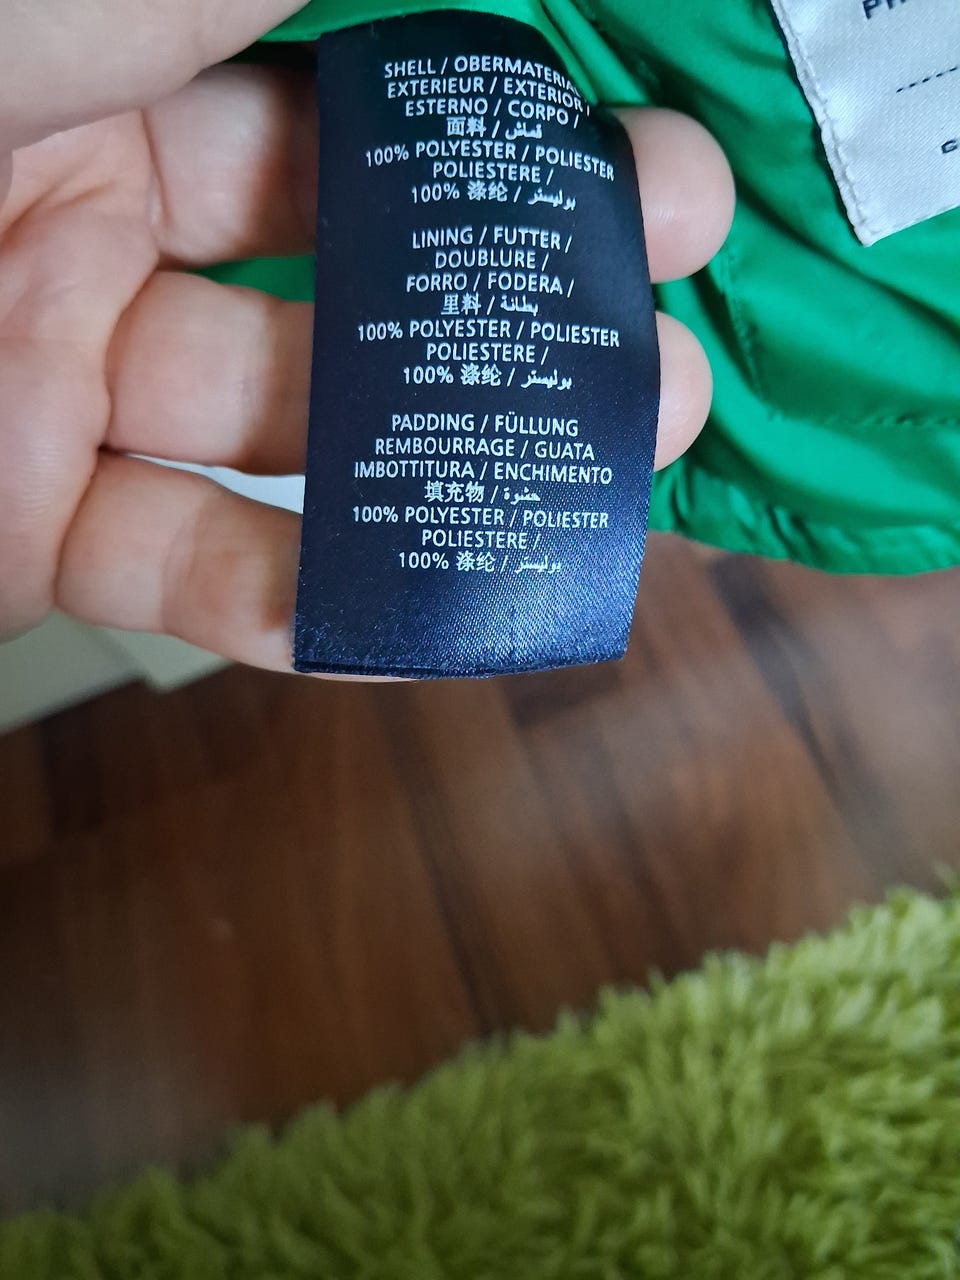 SHELL / OBERMATERIAL
EXTERIEUR / EXTERIOR /
ESTERNO / CORPO /
面料 / قماش
100% POLYESTER / POLIESTER
POLIESTERE /
100% 涤纶 / بوليستر
LINING / FUTTER /
DOUBLURE /
FORRO / FODERA /
里料 / بطانة
100% POLYESTER / POLIESTER
POLIESTERE /
100% 涤纶 / بوليستر
PADDING / FÜLLUNG
REMBOURRAGE / GUATA
IMBOTTITURA / ENCHIMENTO
填充物 / حشوة
100% POLYESTER / POLIESTER
POLIESTERE /
100% 涤纶 / بوليستر